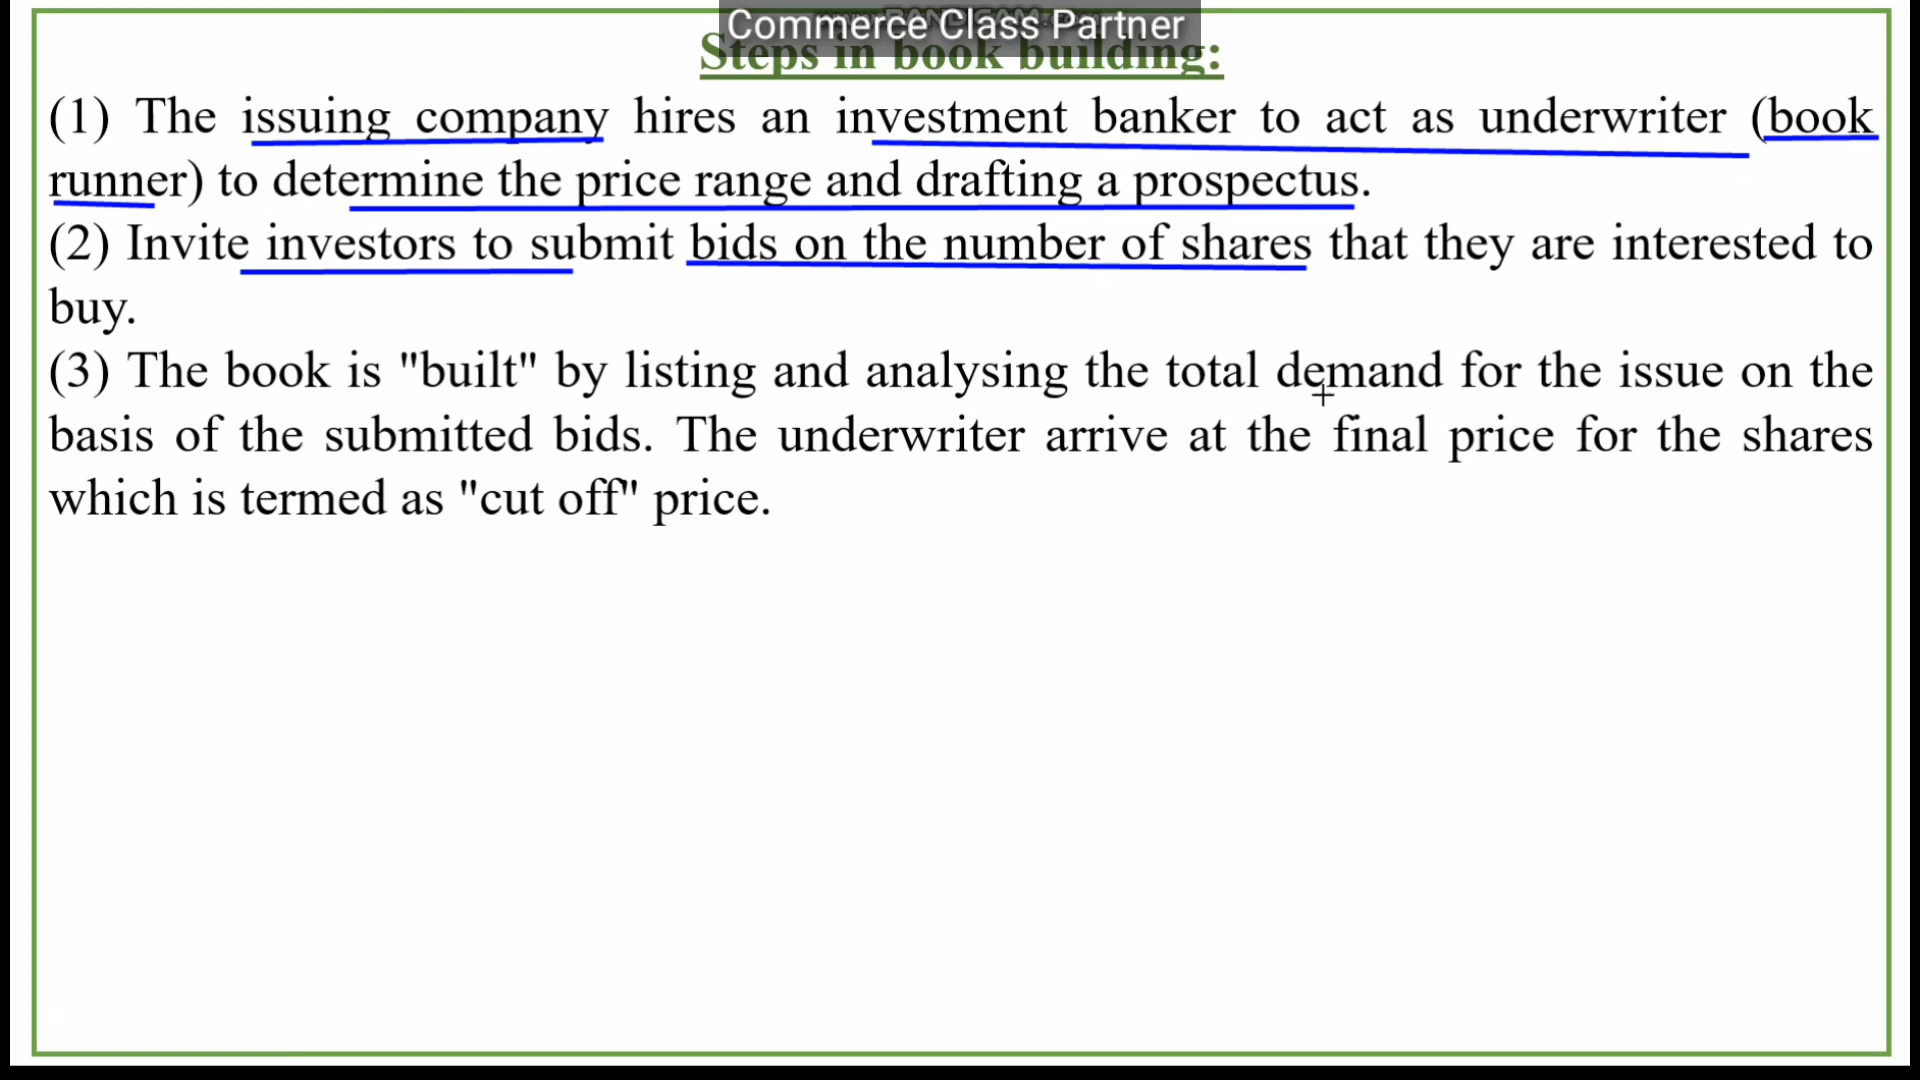 Commerce Class Partner
Steps in book building:
(1) The issuing company hires an investment banker to act as underwriter (book
runner) to determine the price range and drafting a prospectus.
(2) Invite investors to submit bids on the number of shares that they are interested to
buy.
(3) The book is "built" by listing and analysing the total demand for the issue on the
basis of the submitted bids. The underwriter arrive at the final price for the shares
which is termed as "cut off" price.